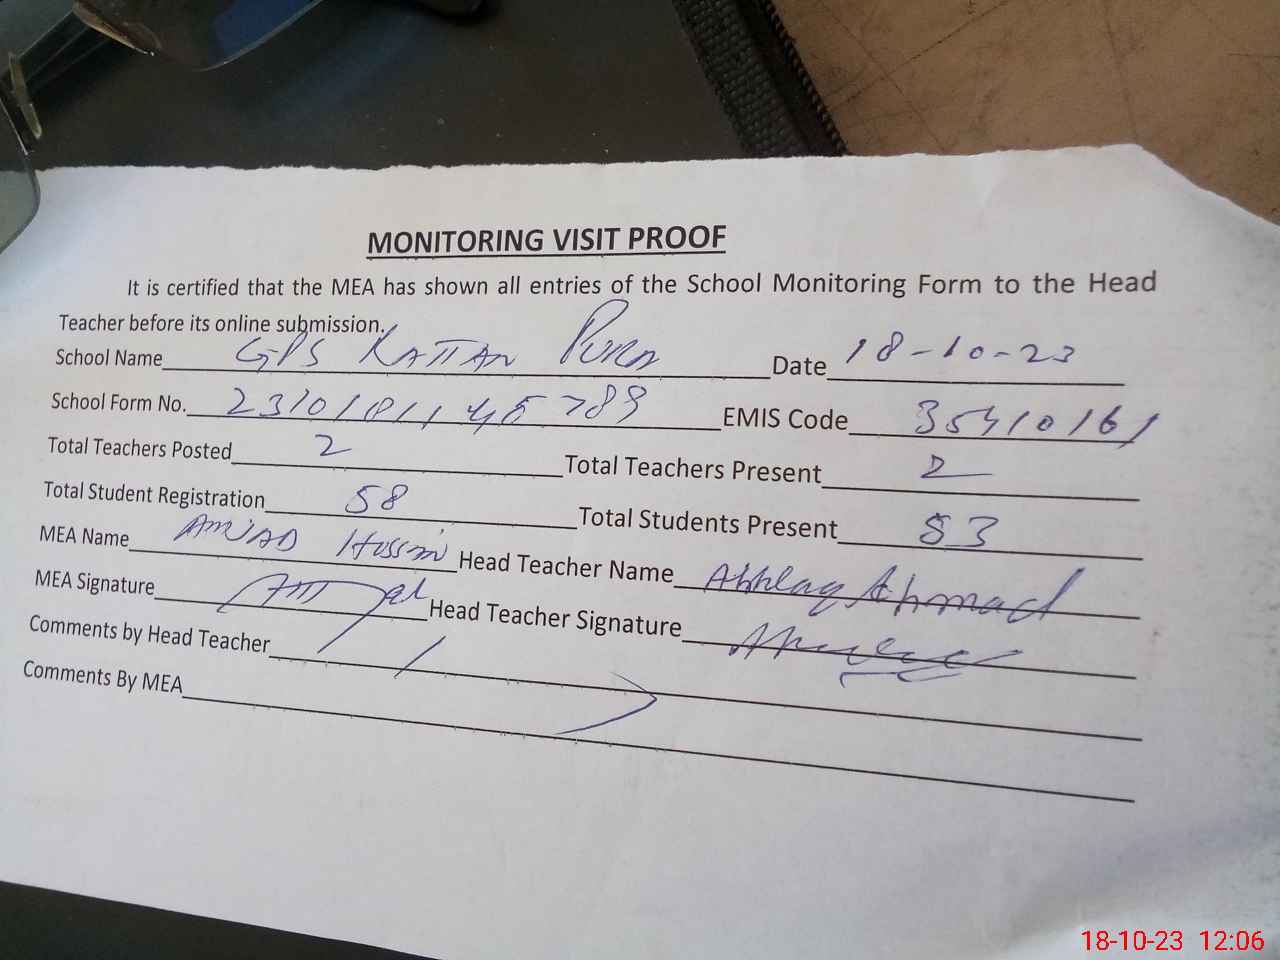 MONITORING VISIT PROOF
It is certified that the MEA has shown all entries of the School Monitoring Form to the Head
Teacher before its online submission.
School Name GPS RATTAN PURA Date 18-10-23
School Form No. 23101811 45789 EMIS Code 35410161
Total Teachers Posted 2 Total Teachers Present 2
Total Student Registration 58 Total Students Present 53
MEA Name AMJAD Hussain Head Teacher Name Akhlaq Ahmad
MEA Signature Head Teacher Signature
Comments by Head Teacher
Comments By MEA
18-10-23 12:06